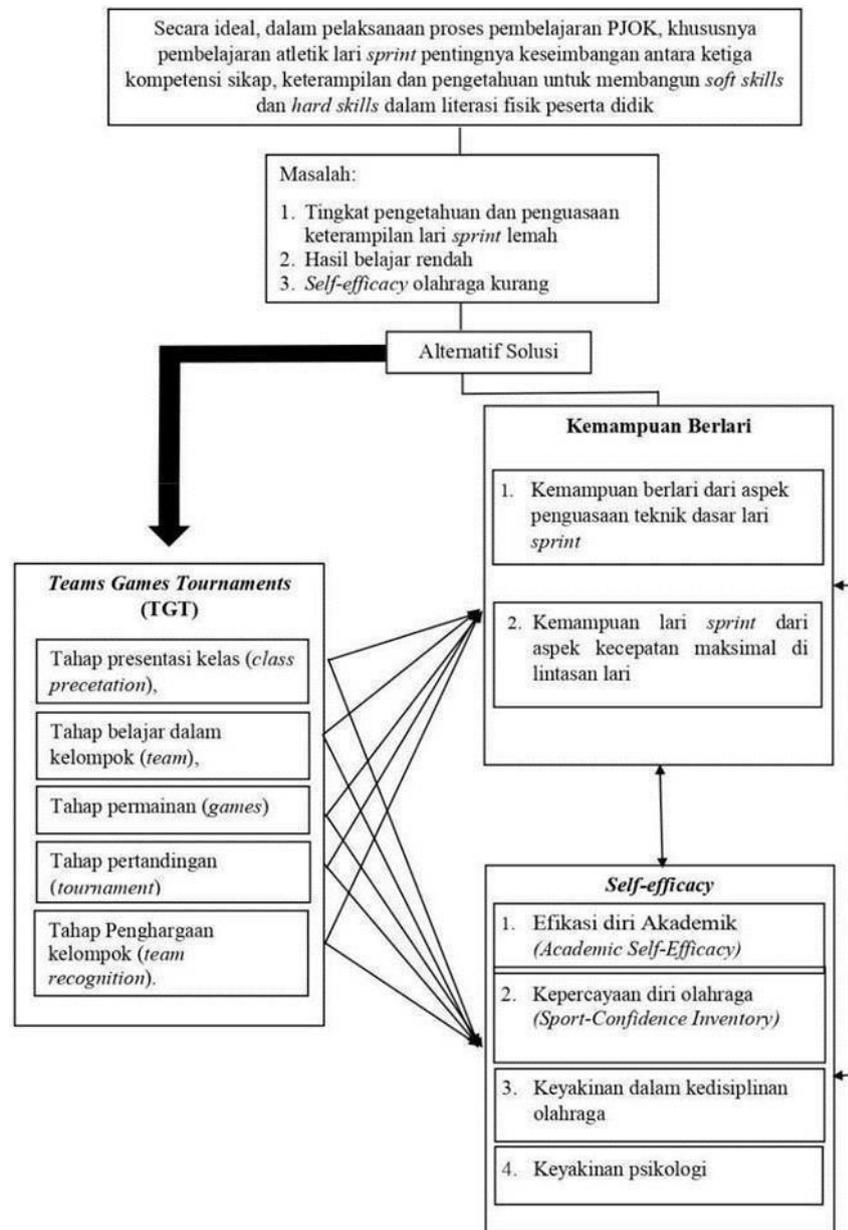 Secara ideal, dalam pelaksanaan proses pembelajaran PJOK, khususnya
pembelajaran atletik lari sprint pentingnya keseimbangan antara ketiga
kompetensi sikap, keterampilan dan pengetahuan untuk membangun soft skills
dan hard skills dalam literasi fisik peserta didik
Masalah:
1. Tingkat pengetahuan dan penguasaan
keterampilan lari sprint lemah
2. Hasil belajar rendah
3. Self-efficacy olahraga kurang
Alternatif Solusi
Kemampuan Berlari
1. Kemampuan berlari dari aspek
penguasaan teknik dasar lari
sprint
2. Kemampuan lari sprint dari
aspek kecepatan maksimal di
lintasan lari
Teams Games Tournaments
(TGT)
Tahap presentasi kelas (class
precetation),
Tahap belajar dalam
kelompok (team),
Tahap permainan (games)
Tahap pertandingan
(tournament)
Tahap Penghargaan
kelompok (team
recognition).
Self-efficacy
1. Efikasi diri Akademik
(Academic Self-Efficacy)
2. Kepercayaan diri olahraga
(Sport-Confidence Inventory)
3. Keyakinan dalam kedisiplinan
olahraga
4. Keyakinan psikologi